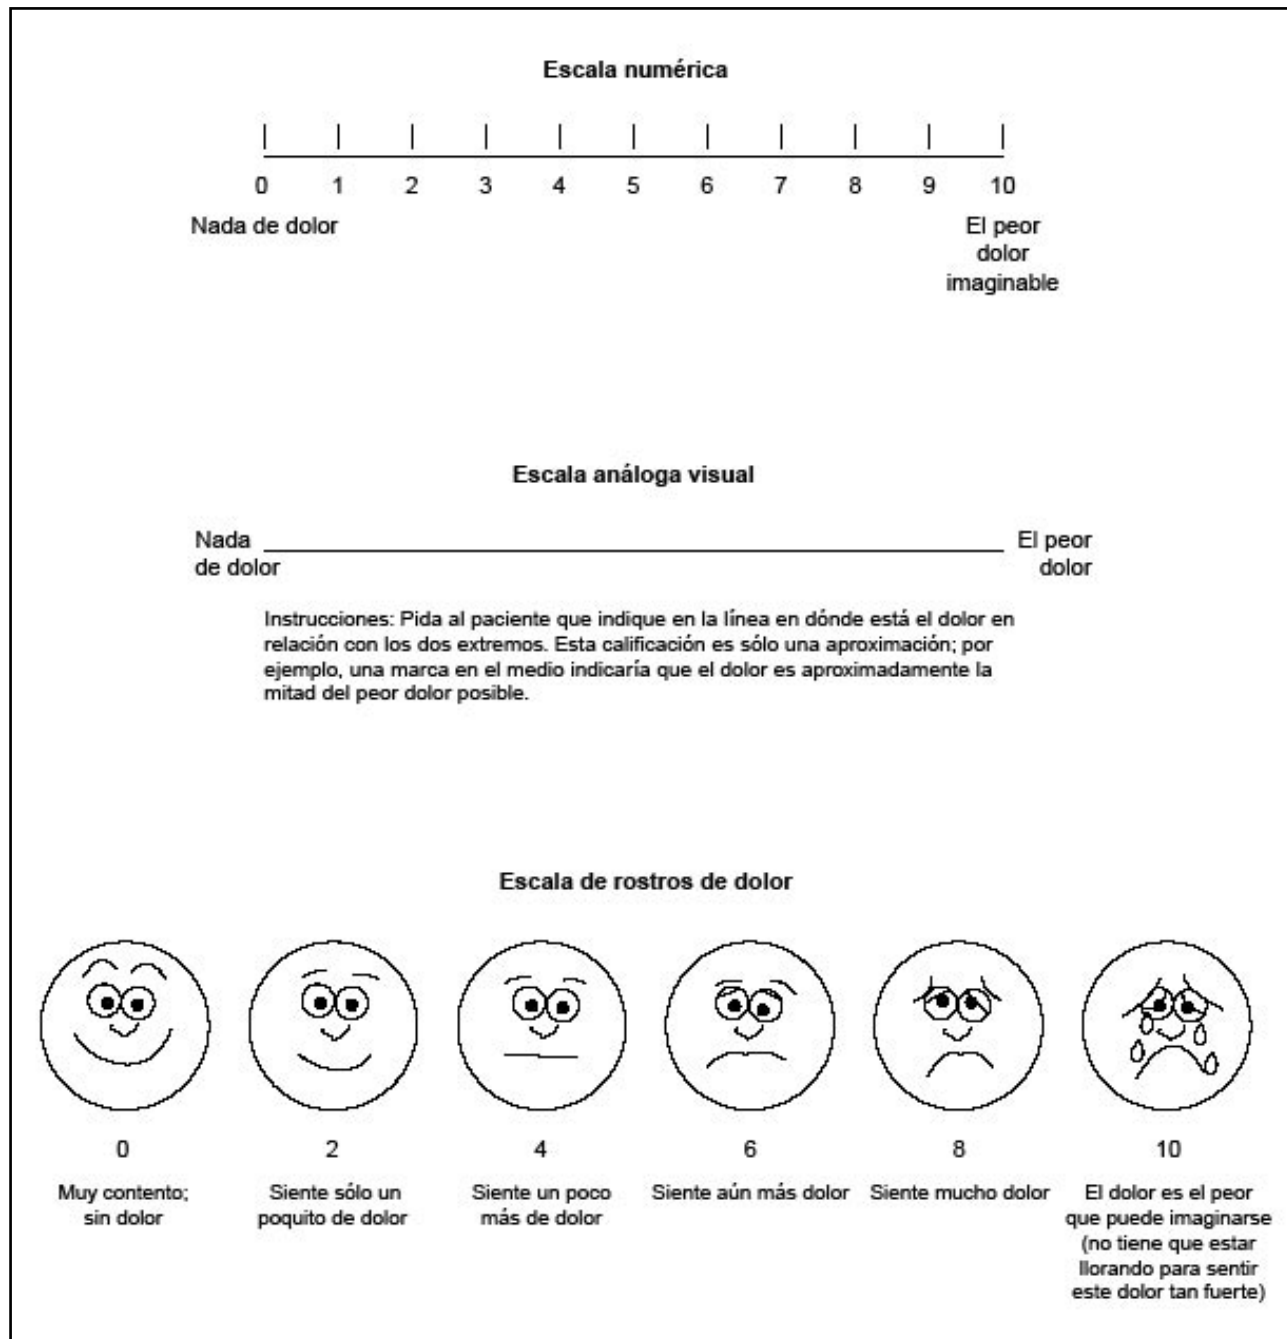 Escala numérica
0 1 2 3 4 5 6 7 8 9 10
Nada de dolor
El peor
dolor
imaginable
Escala análoga visual
Nada
de dolor
El peor
dolor
Instrucciones: Pida al paciente que indique en la línea en dónde está el dolor en
relación con los dos extremos. Esta calificación es sólo una aproximación; por
ejemplo, una marca en el medio indicaría que el dolor es aproximadamente la
mitad del peor dolor posible.
Escala de rostros de dolor
0
Muy contento;
sin dolor
2
Siente sólo un
poquito de dolor
4
Siente un poco
más de dolor
6
Siente aún más dolor
8
Siente mucho dolor
10
El dolor es el peor
que puede imaginarse
(no tiene que estar
llorando para sentir
este dolor tan fuerte)